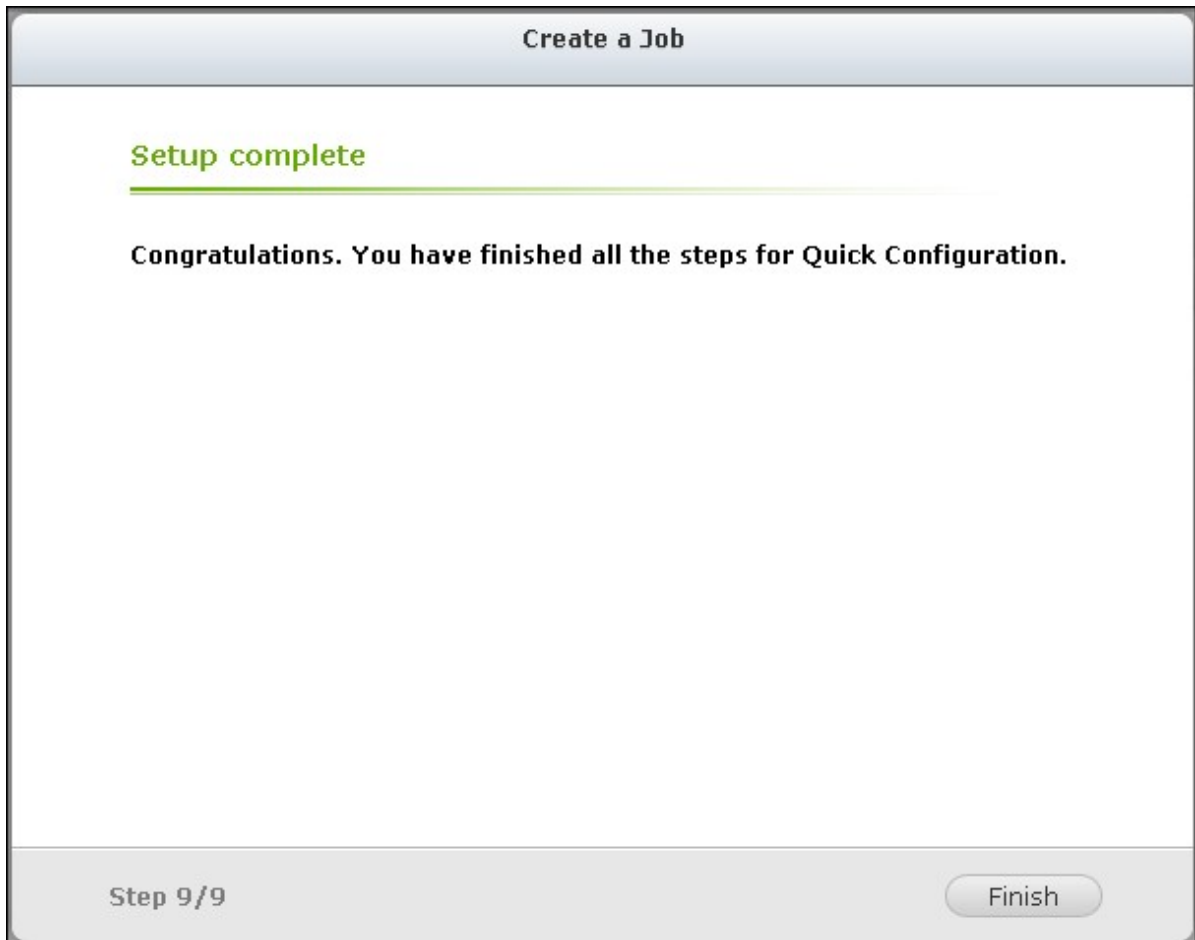 Create a Job
Setup complete
Congratulations. You have finished all the steps for Quick Configuration.
Step 9/9
Finish